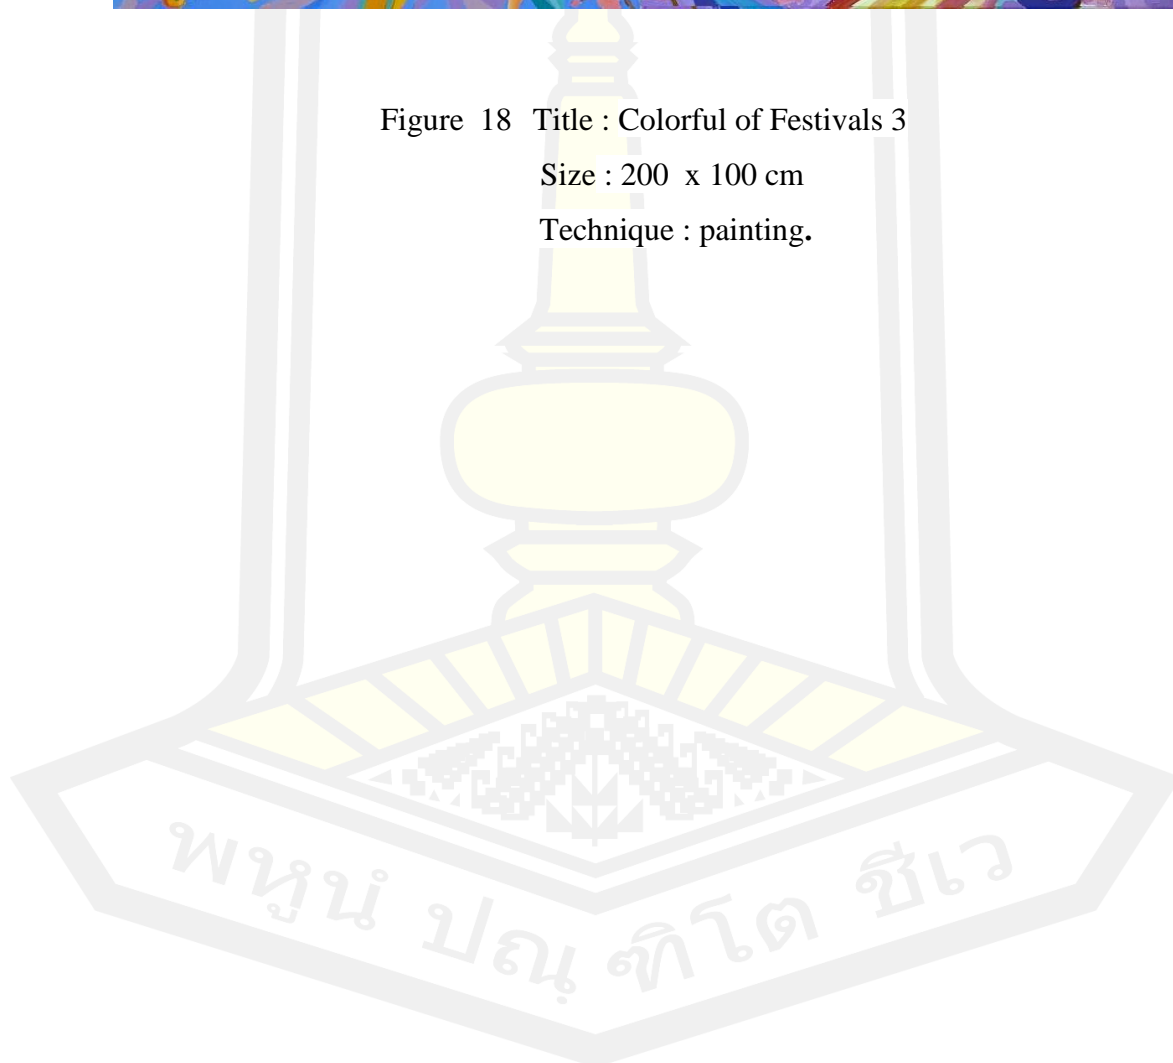 Figure 18 Title : Colorful of Festivals 3
Size : 200 x 100 cm
Technique : painting.
พหูนํ ปณฺฑิโต ชีเว